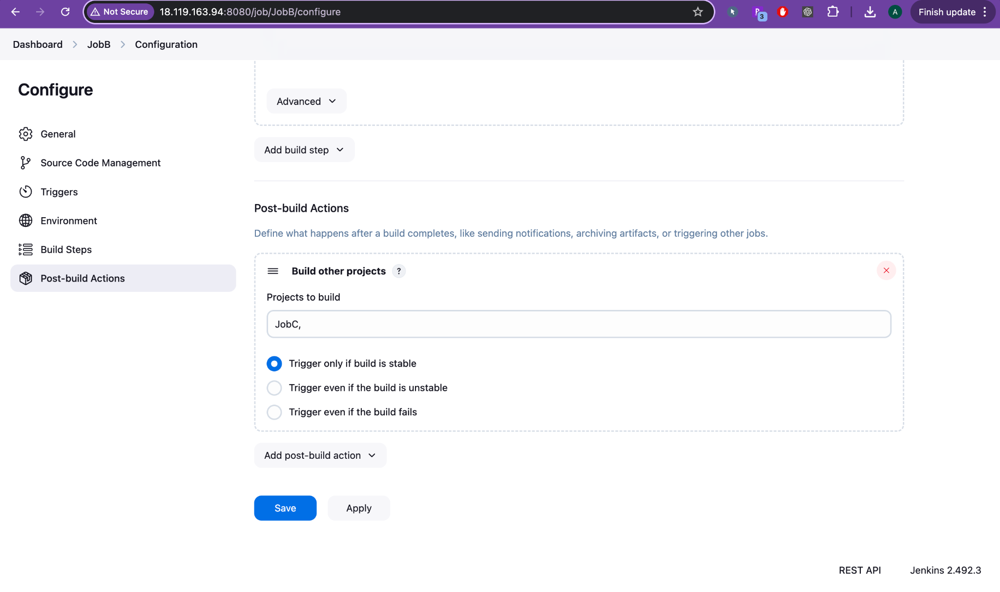 Not Secure 18.119.163.94:8080/job/JobB/configure 3 A Finish update
Dashboard JobB Configuration
Configure
General
Source Code Management
Triggers
Environment
Build Steps
Post-build Actions
Advanced
Add build step
Post-build Actions
Define what happens after a build completes, like sending notifications, archiving artifacts, or triggering other jobs.
Build other projects ?
Projects to build
JobC,
Trigger only if build is stable
Trigger even if the build is unstable
Trigger even if the build fails
Add post-build action
Save Apply
REST API Jenkins 2.492.3